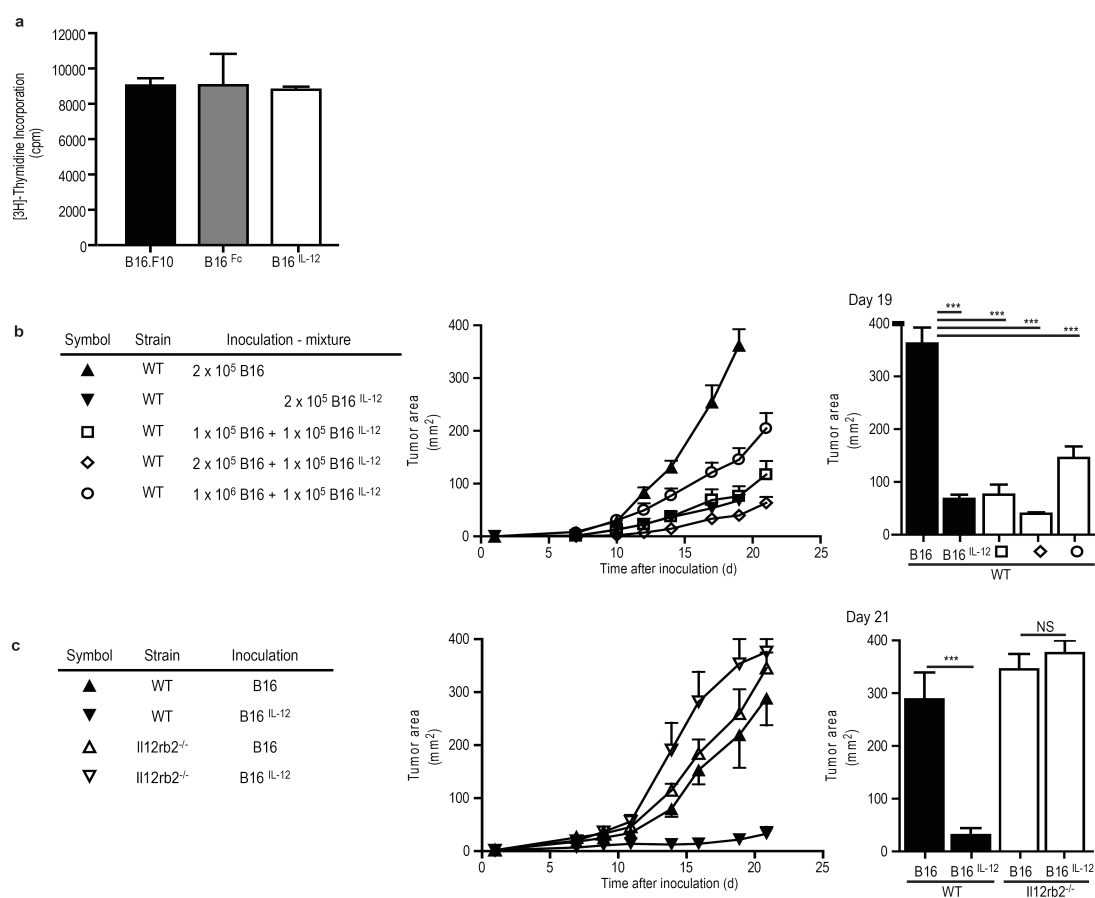 a
12000
10000
8000
6000
4000
2000
0
[3H]-Thymidine Incorporation
(cpm)
B16.F10 B16 Fc B16 IL-12
b
Symbol Strain Inoculation - mixture
▲ WT 2 x 10⁵ B16
▼ WT 2 x 10⁵ B16 IL-12
□ WT 1 x 10⁵ B16 + 1 x 10⁵ B16 IL-12
◇ WT 2 x 10⁵ B16 + 1 x 10⁵ B16 IL-12
○ WT 1 x 10⁶ B16 + 1 x 10⁵ B16 IL-12
400
300
200
100
0
Tumor area
(mm²)
0 5 10 15 20 25
Time after inoculation (d)
Day 19
***
***
***
***
400
300
200
100
0
Tumor area
(mm²)
B16 B16 IL-12 □ ◇ ○
WT
c
Symbol Strain Inoculation
▲ WT B16
▼ WT B16 IL-12
△ Il12rb2-/- B16
▽ Il12rb2-/- B16 IL-12
400
300
200
100
0
Tumor area
(mm²)
0 5 10 15 20 25
Time after inoculation (d)
Day 21
NS
***
400
300
200
100
0
Tumor area
(mm²)
B16 B16 IL-12 B16 B16 IL-12
WT Il12rb2-/-